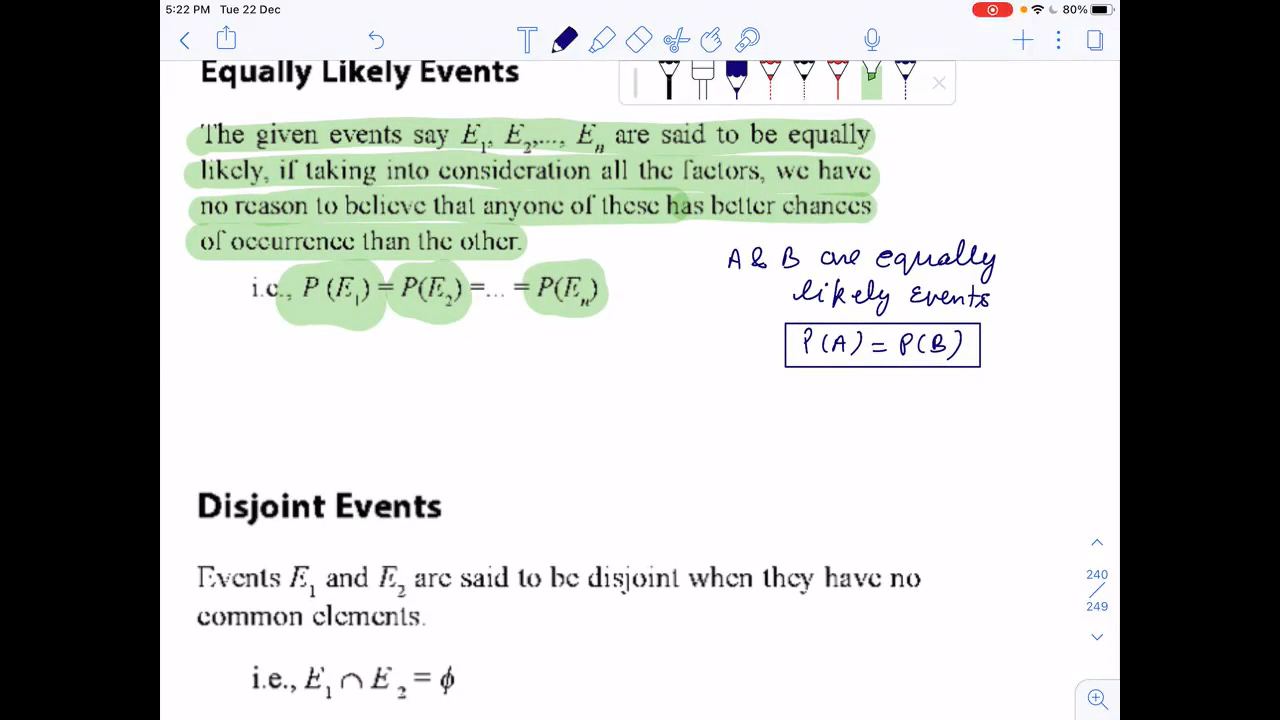 5:22 PM Tue 22 Dec
80%
Equally Likely Events
The given events say E₁, E₂,..., Eₙ are said to be equally
likely, if taking into consideration all the factors, we have
no reason to believe that anyone of these has better chances
of occurrence than the other.
i.e., P (E₁) = P(E₂) =... = P(Eₙ)
A & B are equally
likely Events
P(A) = P(B)
Disjoint Events
Events E₁ and E₂ are said to be disjoint when they have no
common elements.
i.e., E₁ ∩ E₂ = ϕ
240
/
249